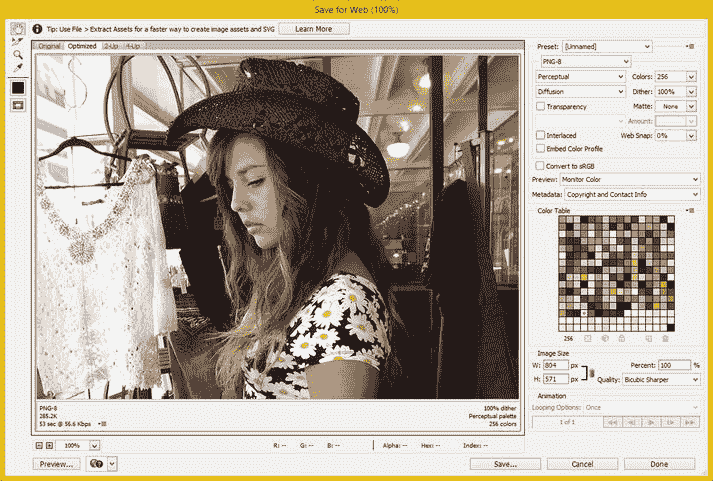 Save for Web (100%)
Tip: Use File > Extract Assets for a faster way to create image assets and SVG
Learn More
Original Optimized 2-Up 4-Up
Preset: [Unnamed]
PNG-8
Perceptual Colors: 256
Diffusion Dither: 100%
Transparency Matte: None
Amount:
Interlaced Web Snap: 0%
Embed Color Profile
Convert to sRGB
Preview: Monitor Color
Metadata: Copyright and Contact Info
Color Table
256
Image Size
W: 804 px Percent: 100 %
H: 571 px Quality: Bicubic Sharper
Animation
Looping Options: Once
1 of 1
PNG-8 100% dither
285.2K Perceptual palette
53 sec @ 56.6 Kbps 256 colors
100% R: -- G: -- B: -- Alpha: -- Hex: -- Index: --
Preview... Save... Cancel Done